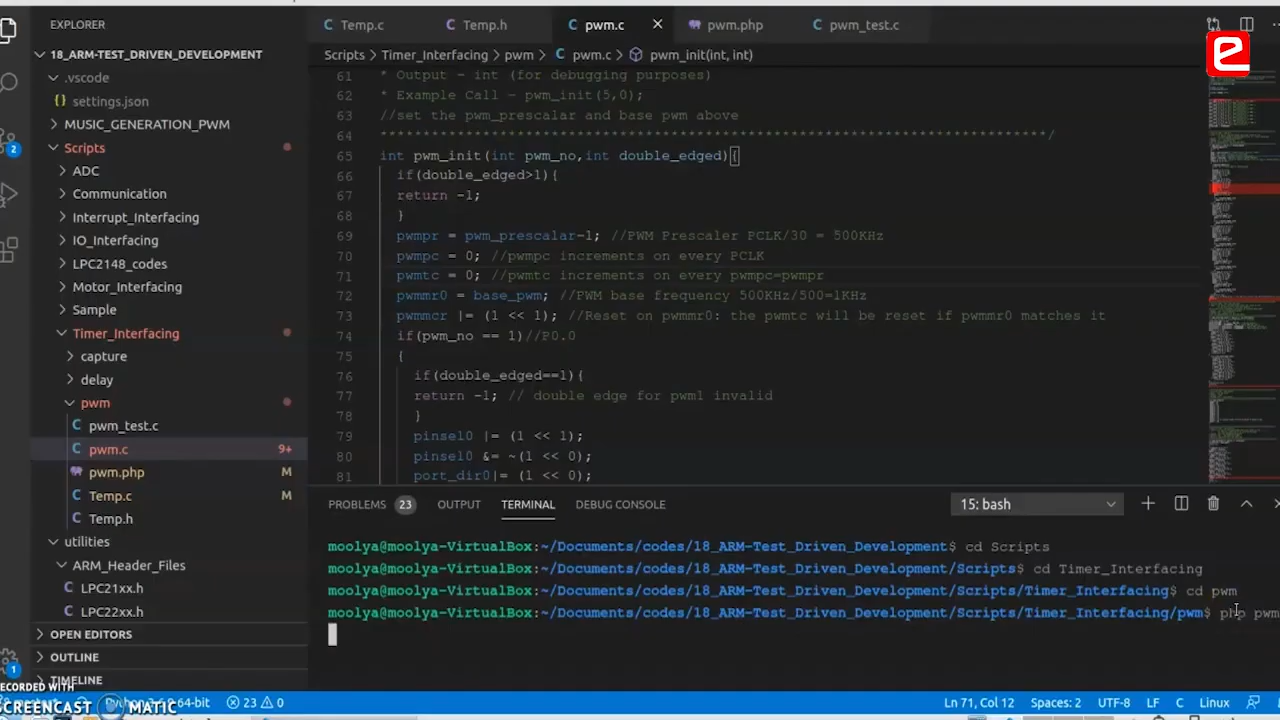 EXPLORER
18_ARM-TEST_DRIVEN_DEVELOPMENT
.vscode
{} settings.json
MUSIC_GENERATION_PWM
Scripts
ADC
Communication
Interrupt_Interfacing
IO_Interfacing
LPC2148_codes
Motor_Interfacing
Sample
Timer_Interfacing
capture
delay
pwm
C pwm_test.c
C pwm.c 9+
pwm.php M
C Temp.c M
C Temp.h
utilities
ARM_Header_Files
C LPC21xx.h
C LPC22xx.h
OPEN EDITORS
OUTLINE
TIMELINE
2
1
C Temp.c C Temp.h C pwm.c pwm.php C pwm_test.c
e
Scripts > Timer_Interfacing > pwm > C pwm.c > pwm_init(int, int)
61 * Output - int (for debugging purposes)
62 * Example Call - pwm_init(5,0);
63 //set the pwm_prescalar and base pwm above
64 *******************************************************************************/
65 int pwm_init(int pwm_no,int double_edged){
66 if(double_edged>1){
67 return -1;
68 }
69 pwmpr = pwm_prescalar-1; //PWM Prescaler PCLK/30 = 500KHz
70 pwmpc = 0; //pwmpc increments on every PCLK
71 pwmtc = 0; //pwmtc increments on every pwmpc=pwmpr
72 pwmmr0 = base_pwm; //PWM base frequency 500KHz/500=1KHz
73 pwmmcr |= (1 << 1); //Reset on pwmmr0: the pwmtc will be reset if pwmmr0 matches it
74 if(pwm_no == 1)//P0.0
75 {
76 if(double_edged==1){
77 return -1; // double edge for pwm1 invalid
78 }
79 pinsel0 |= (1 << 1);
80 pinsel0 &= ~(1 << 0);
81 port_dir0|= (1 << 0);
PROBLEMS 23 OUTPUT TERMINAL DEBUG CONSOLE 15: bash
moolya@moolya-VirtualBox:~/Documents/codes/18_ARM-Test_Driven_Development$ cd Scripts
moolya@moolya-VirtualBox:~/Documents/codes/18_ARM-Test_Driven_Development/Scripts$ cd Timer_Interfacing
moolya@moolya-VirtualBox:~/Documents/codes/18_ARM-Test_Driven_Development/Scripts/Timer_Interfacing$ cd pwm
moolya@moolya-VirtualBox:~/Documents/codes/18_ARM-Test_Driven_Development/Scripts/Timer_Interfacing/pwm$ php pwm
RECORDED WITH
SCREENCAST MATIC
64-bit 23 0 Ln 71, Col 12 Spaces: 2 UTF-8 LF C Linux